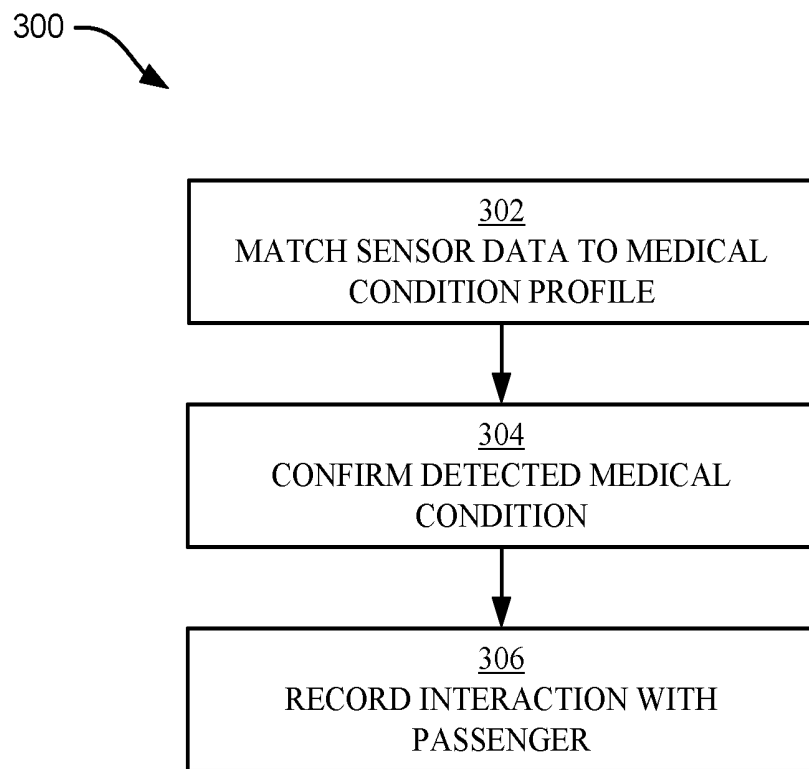 300
302
MATCH SENSOR DATA TO MEDICAL
CONDITION PROFILE
304
CONFIRM DETECTED MEDICAL
CONDITION
306
RECORD INTERACTION WITH
PASSENGER